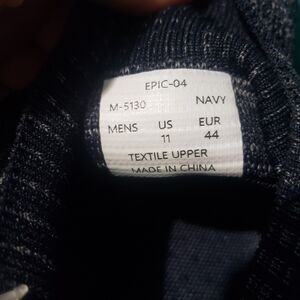 EPIC-04
M-5130 NAVY
MENS US EUR
11 44
TEXTILE UPPER
MADE IN CHINA